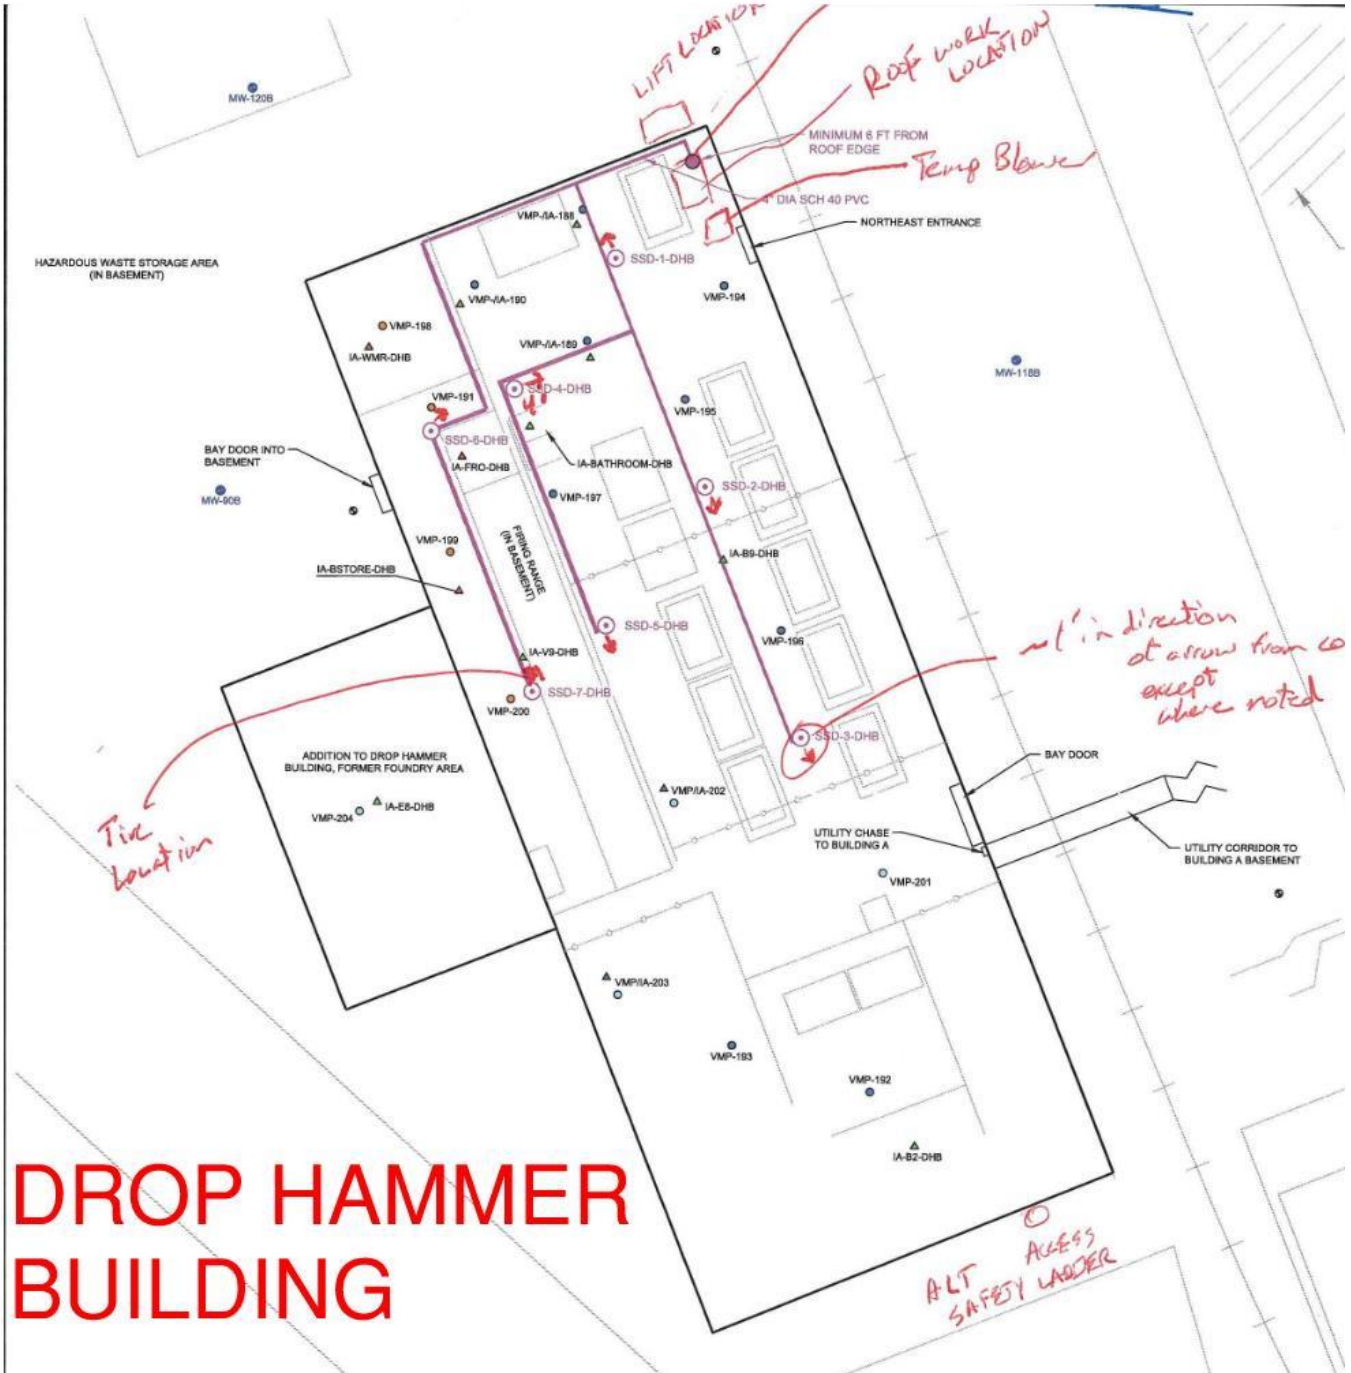 LIFT LOCATION
ROOF WORK
LOCATION
MW-120B
MINIMUM 6 FT FROM
ROOF EDGE
Temp Blower
4" DIA SCH 40 PVC
VMP-/IA-188
NORTHEAST ENTRANCE
HAZARDOUS WASTE STORAGE AREA
(IN BASEMENT)
SSD-1-DHB
VMP-/IA-190
VMP-194
VMP-198
VMP-/IA-189
IA-WMR-DHB
MW-118B
SSD-4-DHB
4'
VMP-191
VMP-195
SSD-6-DHB
BAY DOOR INTO
BASEMENT
IA-FRO-DHB
IA-BATHROOM-DHB
MW-90B
VMP-197
SSD-2-DHB
FIRING RANGE
(IN BASEMENT)
VMP-199
IA-B9-DHB
IA-BSTORE-DHB
~1' in direction
of arrow from
except
where noted
SSD-5-DHB
VMP-196
IA-V9-DHB
SSD-7-DHB
VMP-200
SSD-3-DHB
ADDITION TO DROP HAMMER
BUILDING, FORMER FOUNDRY AREA
BAY DOOR
VMP/IA-202
IA-E8-DHB
VMP-204
location
UTILITY CHASE
TO BUILDING A
UTILITY CORRIDOR TO
BUILDING A BASEMENT
VMP-201
VMP/IA-203
VMP-193
VMP-192
IA-B2-DHB
DROP HAMMER
BUILDING
ALT ACCESS
SAFETY LADDER